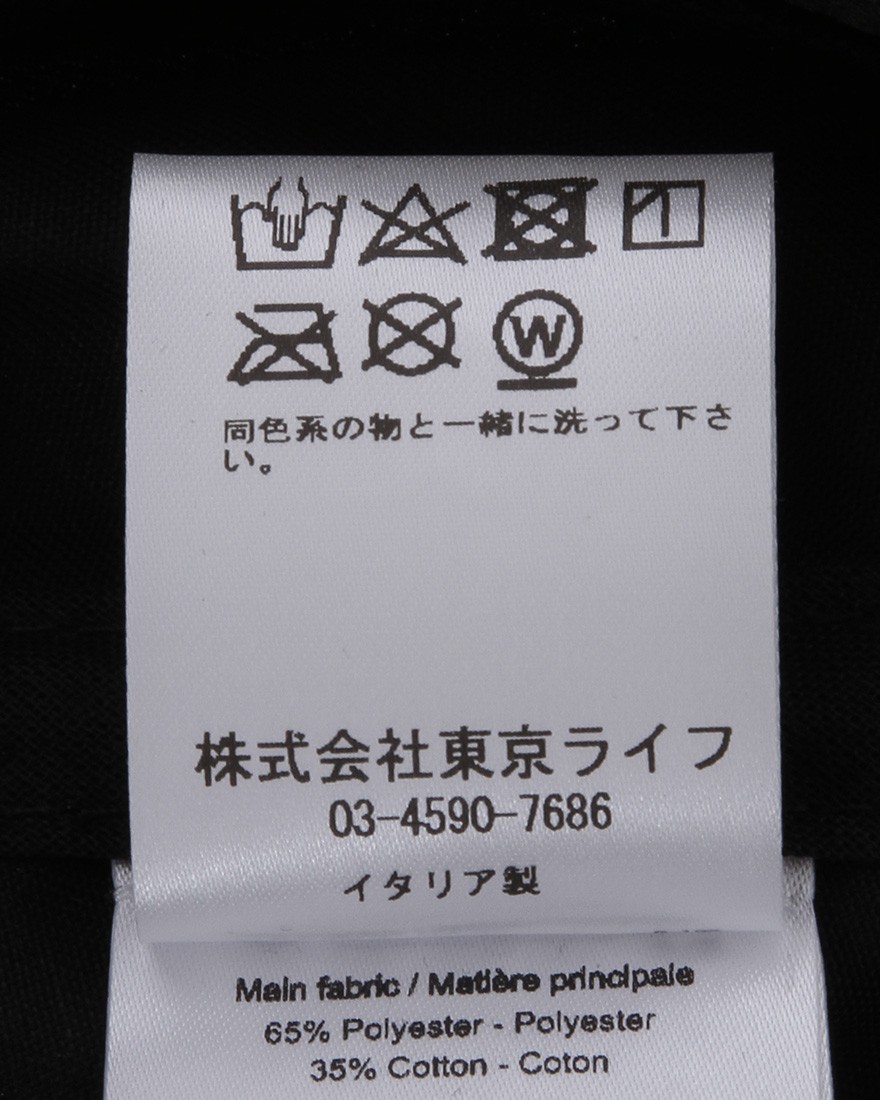 W
同色系の物と一緒に洗って下さ
い。
株式会社東京ライフ
03-4590-7686
イタリア製
Main fabric / Matière principale
65% Polyester - Polyester
35% Cotton - Coton